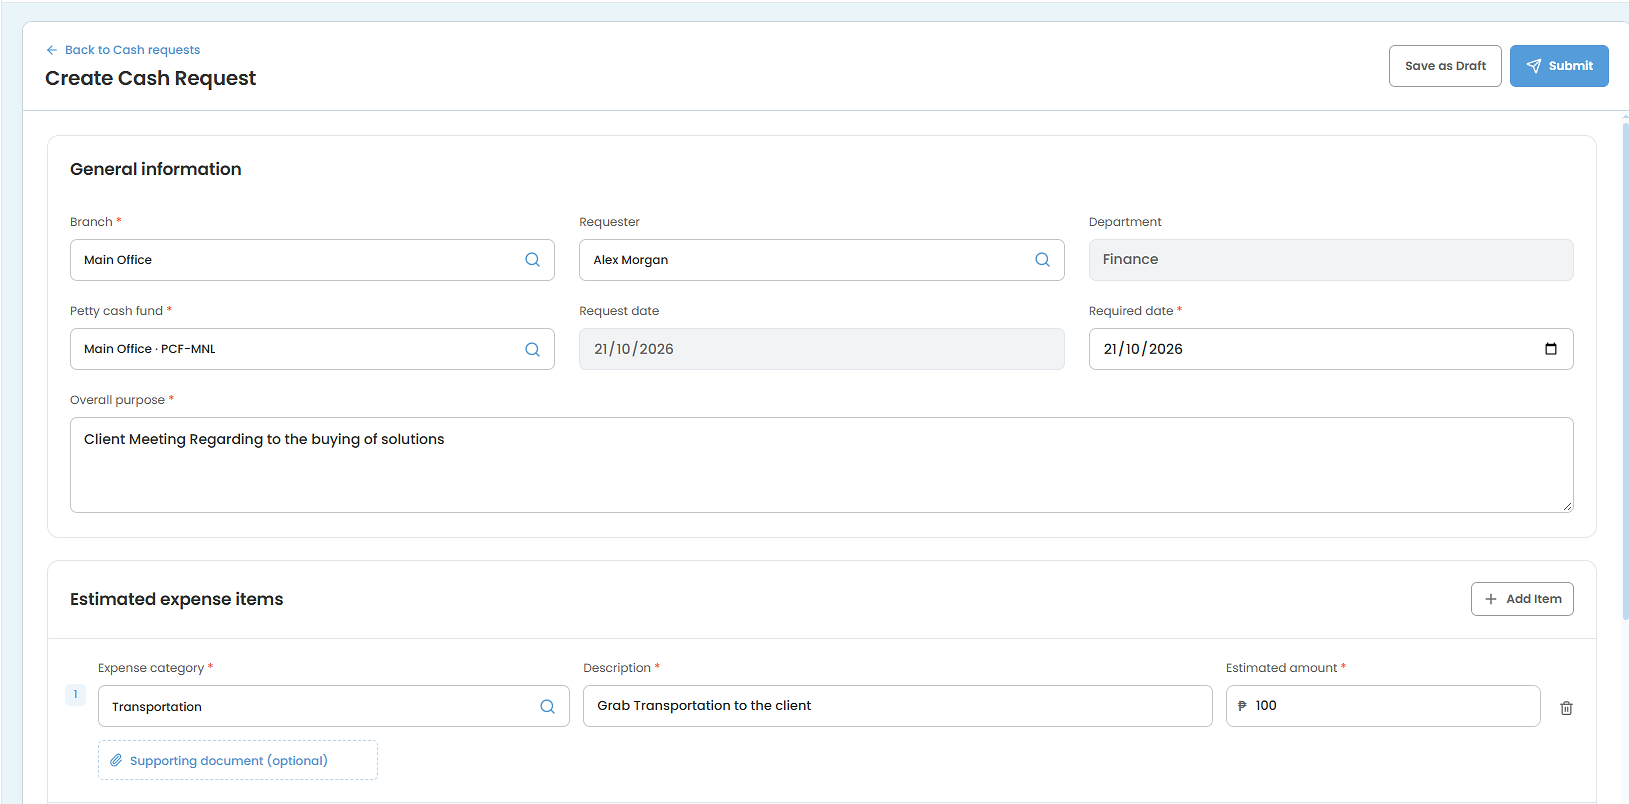 Back to Cash requests
Create Cash Request
Save as Draft
Submit
General information
Branch *
Requester
Department
Main Office
Alex Morgan
Finance
Petty cash fund *
Request date
Required date *
Main Office · PCF-MNL
21/10/2026
21/10/2026
Overall purpose *
Client Meeting Regarding to the buying of solutions
Estimated expense items
Add Item
Expense category *
Description *
Estimated amount *
1
Transportation
Grab Transportation to the client
₱ 100
Supporting document (optional)